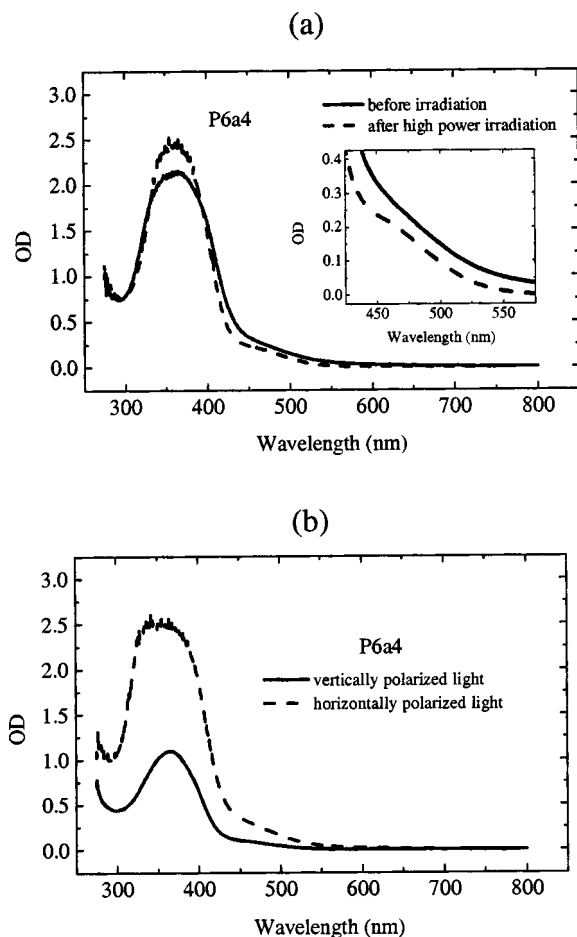 (a)
P6a4
before irradiation
after high power irradiation
OD
3.0
2.5
2.0
1.5
1.0
0.5
0.0
OD
0.4
0.3
0.2
0.1
0.0
450 500 550
Wavelength (nm)
300 400 500 600 700 800
Wavelength (nm)
(b)
P6a4
vertically polarized light
horizontally polarized light
OD
3.0
2.5
2.0
1.5
1.0
0.5
0.0
300 400 500 600 700 800
Wavelength (nm)